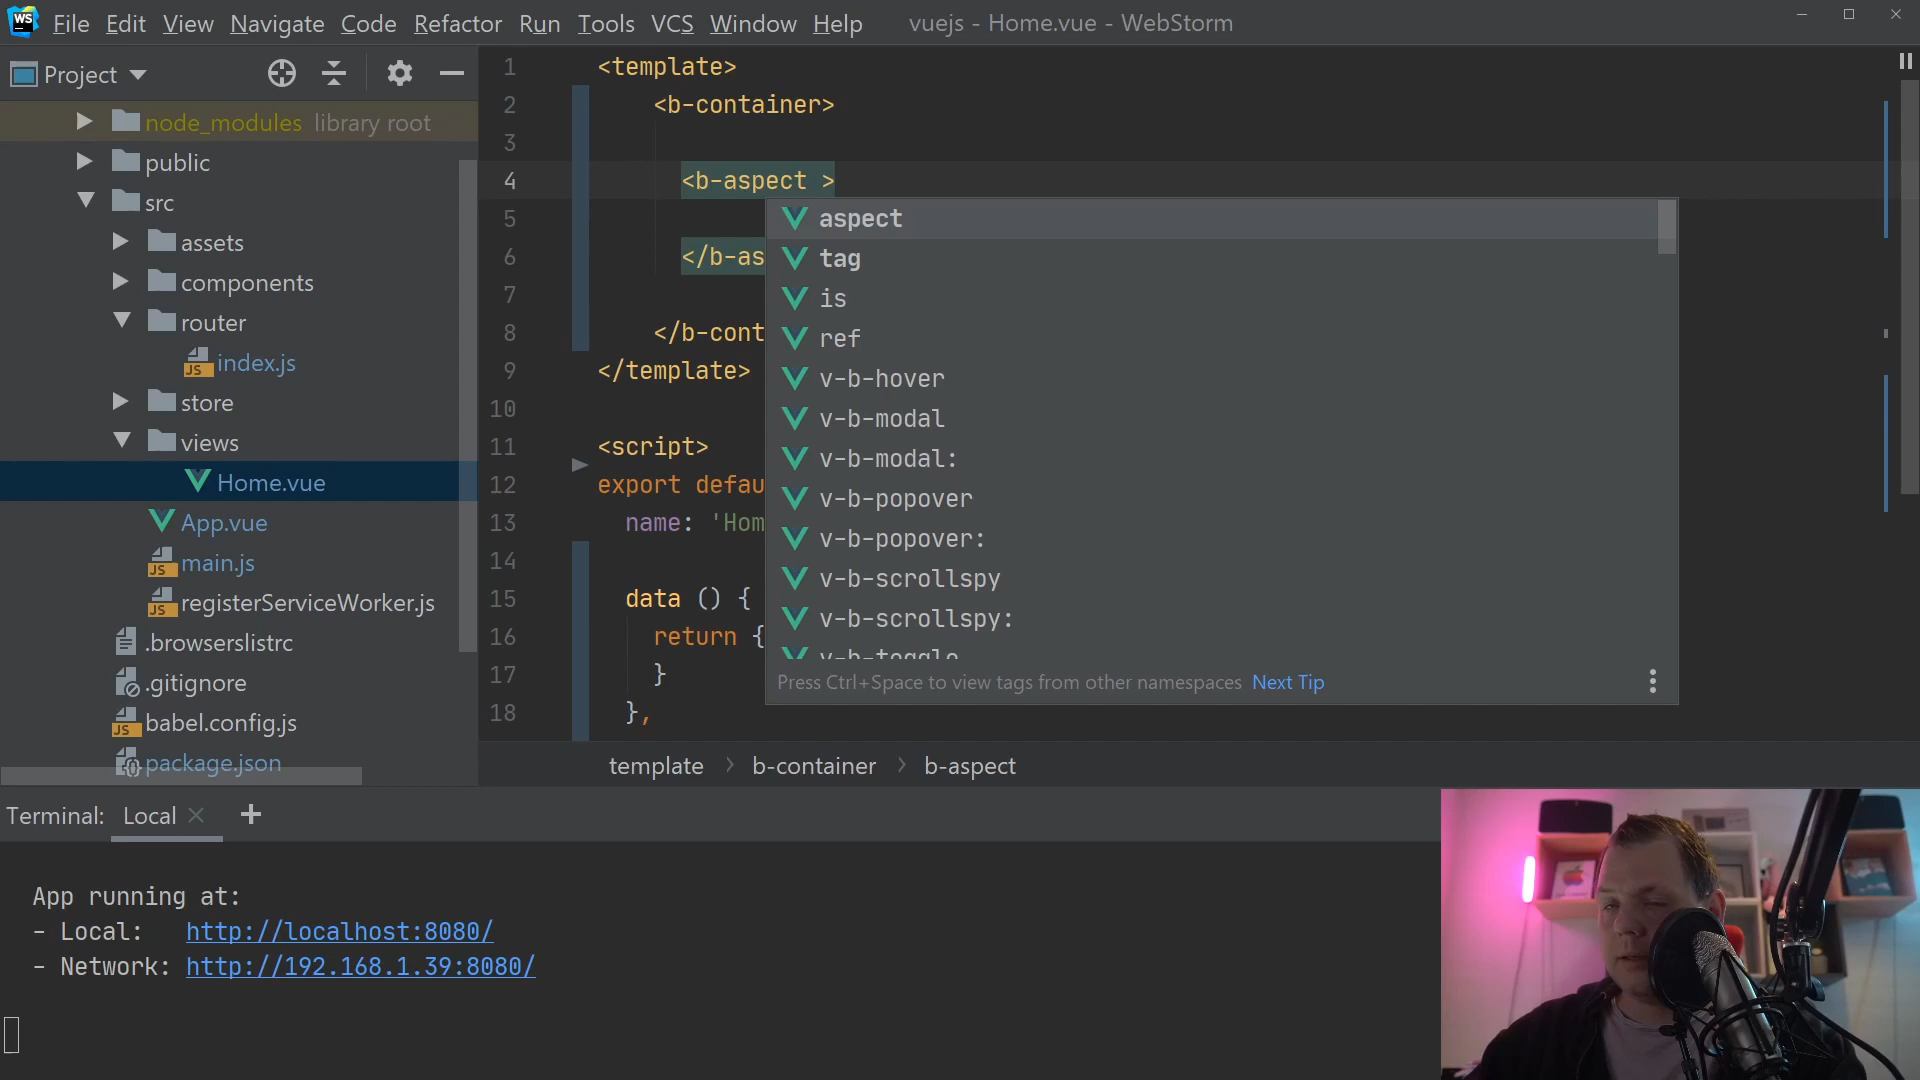 WS File Edit View Navigate Code Refactor Run Tools VCS Window Help vuejs - Home.vue - WebStorm
Project
node_modules library root
public
src
assets
components
router
JS index.js
store
views
Home.vue
App.vue
JS main.js
JS registerServiceWorker.js
.browserslistrc
.gitignore
JS babel.config.js
package.json
1 <template>
2 <b-container>
3
4 <b-aspect >
5
6 </b-as
7
8 </b-cont
9 </template>
10
11 <script>
12 export defau
13 name: 'Hom
14
15 data () {
16 return {
17 }
18 },
aspect
tag
is
ref
v-b-hover
v-b-modal
v-b-modal:
v-b-popover
v-b-popover:
v-b-scrollspy
v-b-scrollspy:
v-b-toggle
Press Ctrl+Space to view tags from other namespaces Next Tip
template > b-container > b-aspect
Terminal: Local × +
App running at:
- Local: http://localhost:8080/
- Network: http://192.168.1.39:8080/